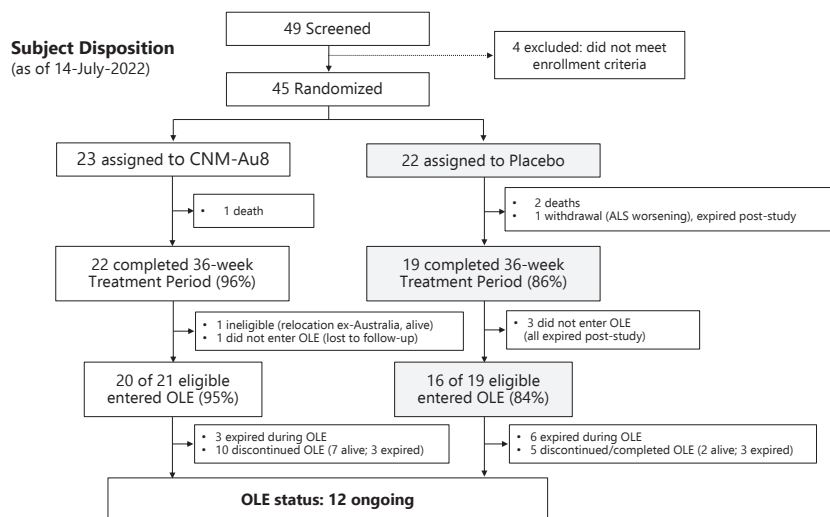 49 Screened
Subject Disposition
(as of 14-July-2022)
4 excluded: did not meet
enrollment criteria
45 Randomized
23 assigned to CNM-Au8
22 assigned to Placebo
• 1 death
• 2 deaths
• 1 withdrawal (ALS worsening), expired post-study
22 completed 36-week
Treatment Period (96%)
19 completed 36-week
Treatment Period (86%)
• 1 ineligible (relocation ex-Australia, alive)
• 1 did not enter OLE (lost to follow-up)
• 3 did not enter OLE
(all expired post-study)
20 of 21 eligible
entered OLE (95%)
16 of 19 eligible
entered OLE (84%)
• 3 expired during OLE
• 10 discontinued OLE (7 alive; 3 expired)
• 6 expired during OLE
• 5 discontinued/completed OLE (2 alive; 3 expired)
OLE status: 12 ongoing